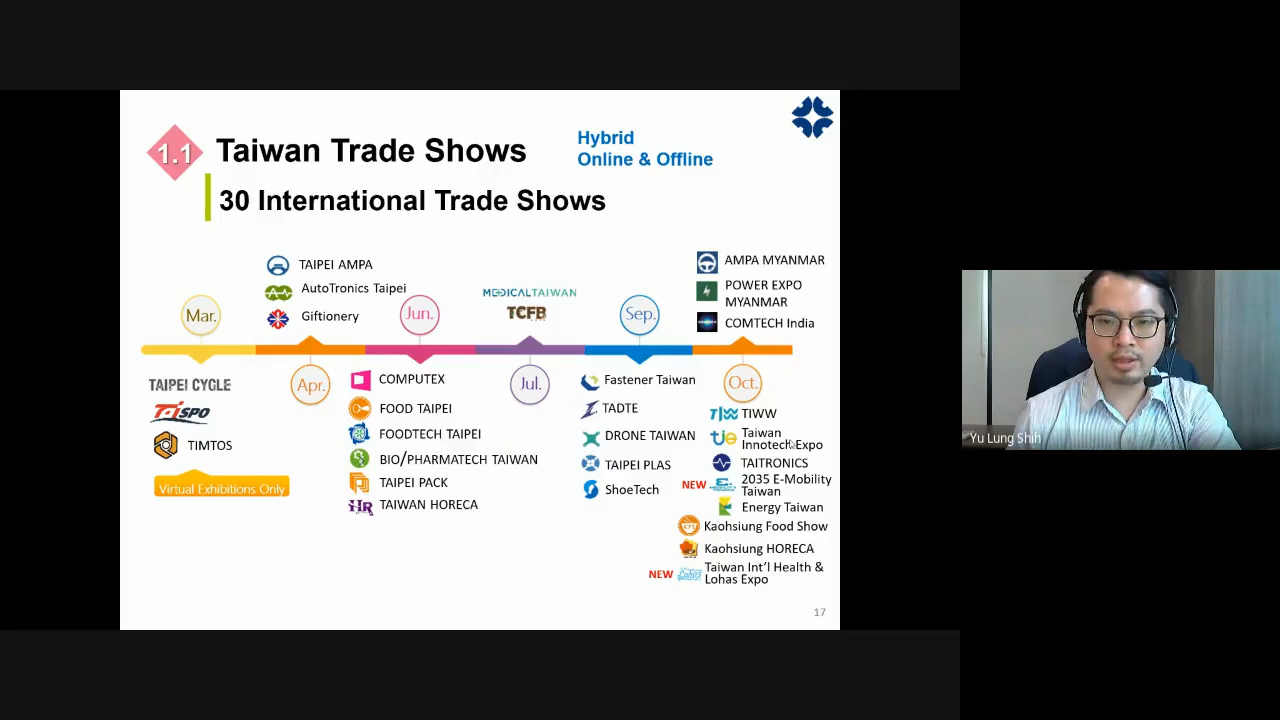 1.1
Taiwan Trade Shows
Hybrid
Online & Offline
30 International Trade Shows
Mar.
TAIPEI CYCLE
TaiSPO
TIMTOS
Virtual Exhibitions Only
TAIPEI AMPA
AutoTronics Taipei
Giftionery
Apr.
Jun.
COMPUTEX
FOOD TAIPEI
FOODTECH TAIPEI
BIO/PHARMATECH TAIWAN
TAIPEI PACK
HR
TAIWAN HORECA
MEDICALTAIWAN
TCFB
Jul.
Sep.
Fastener Taiwan
TADTE
DRONE TAIWAN
TAIPEI PLAS
ShoeTech
AMPA MYANMAR
POWER EXPO
MYANMAR
COMTECH India
Oct.
TIWW
TIWW
tie
Taiwan
InnotechExpo
TAITRONICS
NEW
2035 E-Mobility
Taiwan
Energy Taiwan
Kaohsiung Food Show
Kaohsiung HORECA
NEW
Taiwan Int'l Health &
Lohas Expo
17
Yu Lung Shih